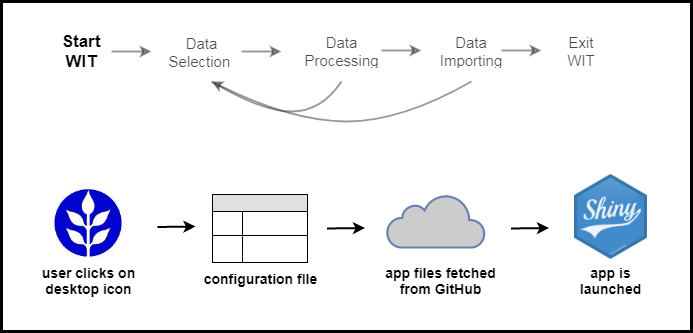 Start
WIT
Data
Selection
Data
Processing
Data
Importing
Exit
WIT
Shiny
user clicks on
desktop icon
configuration file
app files fetched
from GitHub
app is
launched